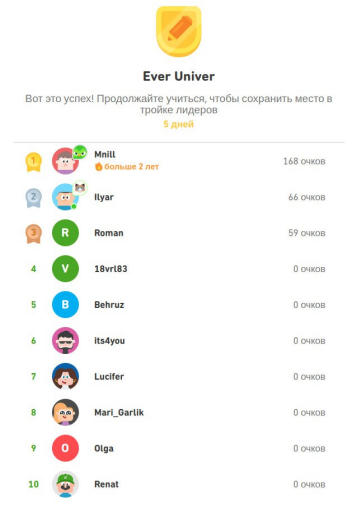 Ever Univer
Вот это успех! Продолжайте учиться, чтобы сохранить место в
тройке лидеров
5 дней
1 Mnill 168 очков
больше 2 лет
2 Ilyar 66 очков
3 R Roman 59 очков
4 V 18vrl83 0 очков
5 B Behruz 0 очков
6 its4you 0 очков
7 Lucifer 0 очков
8 Mari_Garlik 0 очков
9 O Olga 0 очков
10 Renat 0 очков